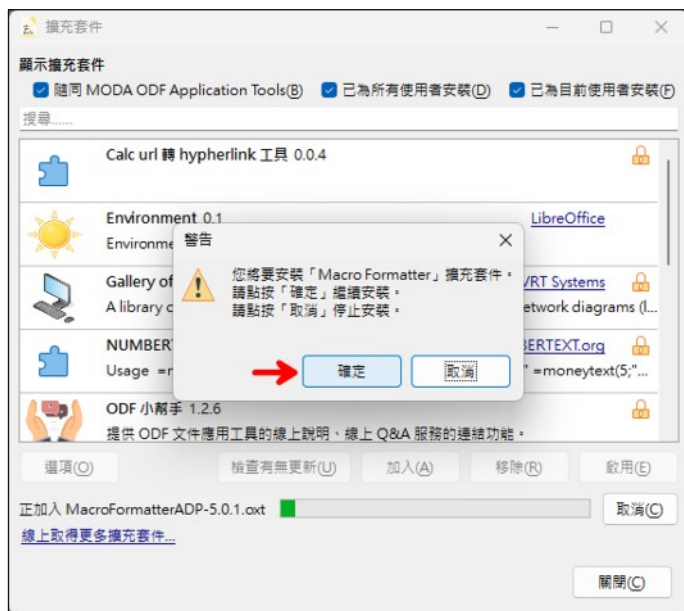 擴充套件
顯示擴充套件
隨同 MODA ODF Application Tools(B) 已為所有使用者安裝(D) 已為目前使用者安裝(F)
搜尋......
Calc url 轉 hypherlink 工具 0.0.4
Environment 0.1 LibreOffice
Environme
警告
您將要安裝「Macro Formatter」擴充套件。
請點按「確定」繼續安裝。
請點按「取消」停止安裝。
確定 取消
Gallery of VRT Systems
A library c etwork diagrams (l...
NUMBER BERTEXT.org
Usage =r " =moneytext(5;"...
ODF 小幫手 1.2.6
提供 ODF 文件應用工具的線上說明、線上 Q&A 服務的連結功能。
選項(O) 檢查有無更新(U) 加入(A) 移除(R) 啟用(E)
正加入 MacroFormatterADP-5.0.1.oxt 取消(C)
線上取得更多擴充套件...
關閉(C)